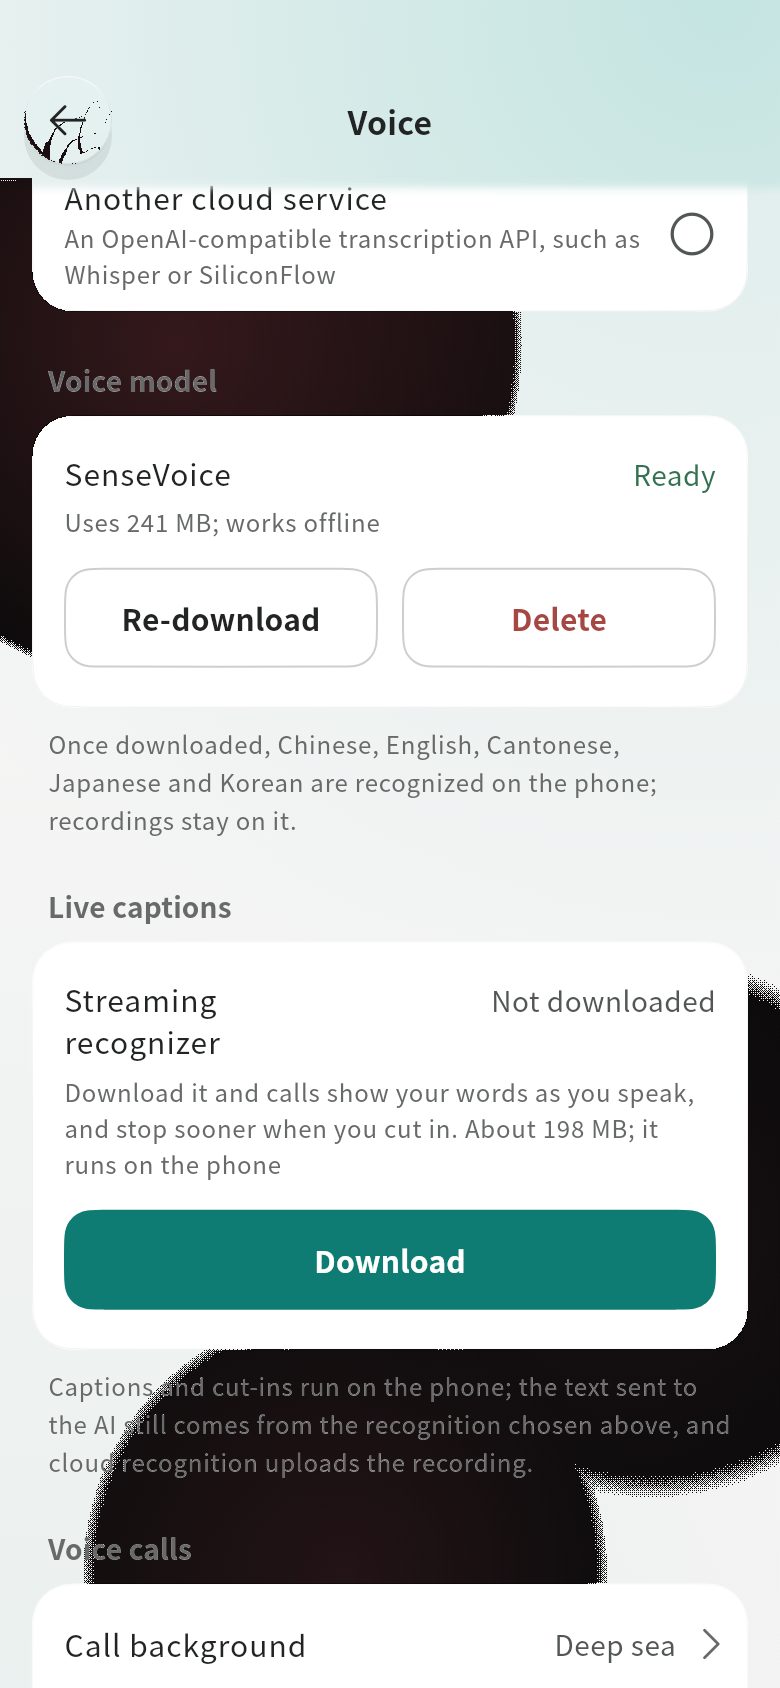 Voice
Another cloud service
An OpenAI-compatible transcription API, such as
Whisper or SiliconFlow
Voice model
SenseVoice
Ready
Uses 241 MB; works offline
Re-download
Delete
Once downloaded, Chinese, English, Cantonese,
Japanese and Korean are recognized on the phone;
recordings stay on it.
Live captions
Streaming
recognizer
Not downloaded
Download it and calls show your words as you speak,
and stop sooner when you cut in. About 198 MB; it
runs on the phone
Download
Captions and cut-ins run on the phone; the text sent to
the AI still comes from the recognition chosen above, and
cloud recognition uploads the recording.
Voice calls
Call background
Deep sea